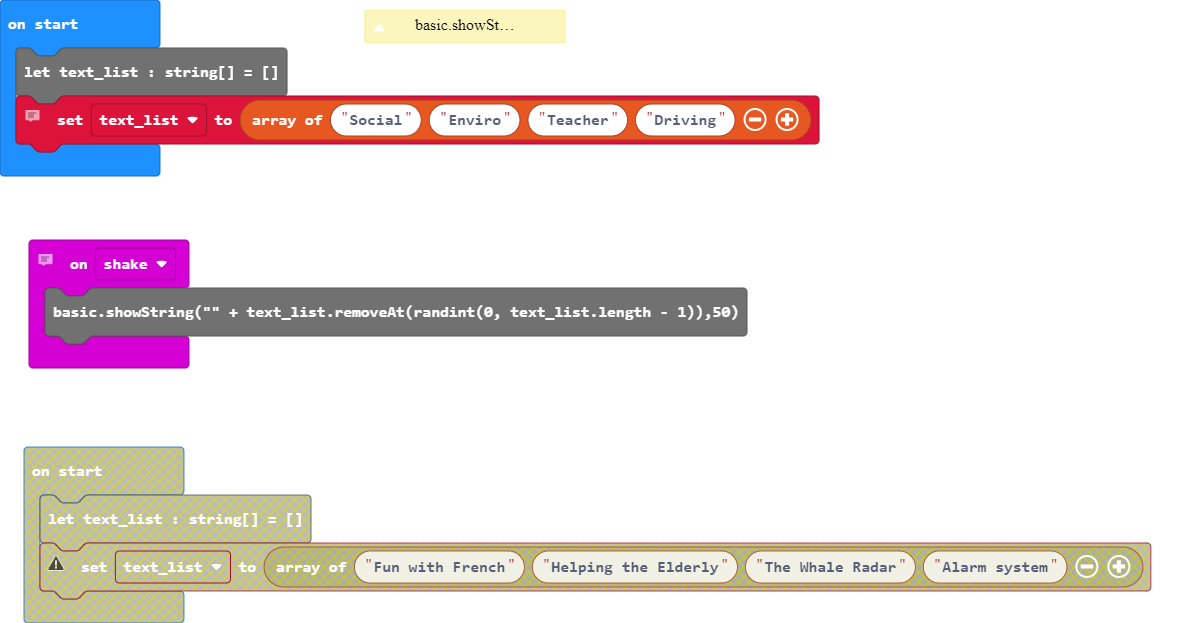 on start
basic.showSt…
let text_list : string[] = []
set text_list to array of "Social" "Enviro" "Teacher" "Driving"
on shake
basic.showString("" + text_list.removeAt(randint(0, text_list.length - 1)),50)
on start
let text_list : string[] = []
set text_list to array of "Fun with French" "Helping the Elderly" "The Whale Radar" "Alarm system"